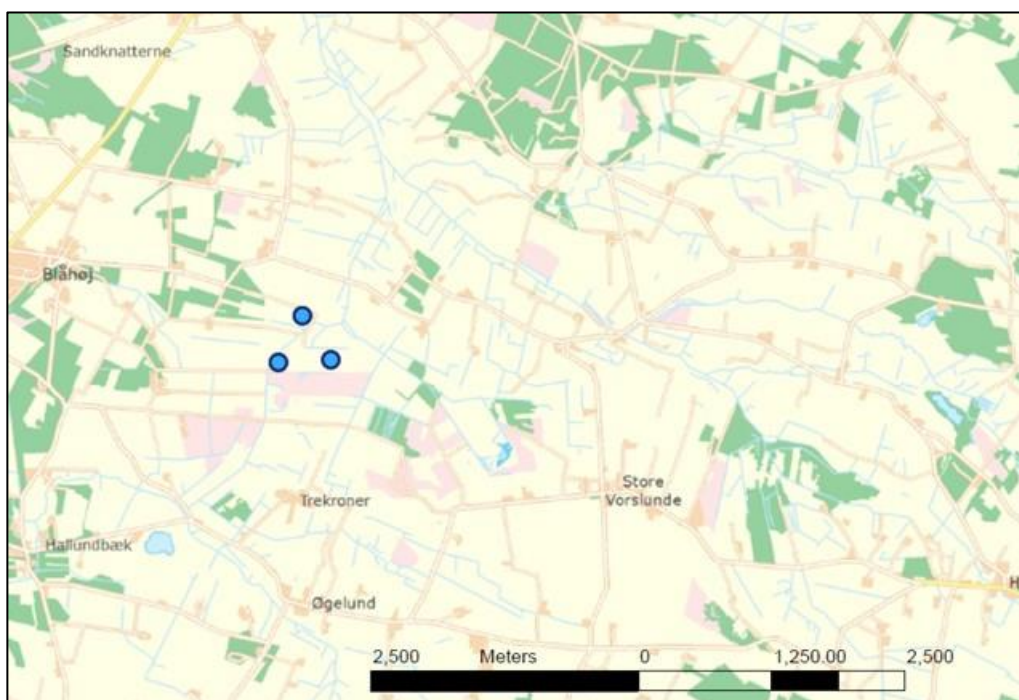 Sandknatterne
Blåhøj
Store
Vorslunde
Trekroner
Hallundbæk
Øgelund
H
2,500 Meters 0 1,250.00 2,500